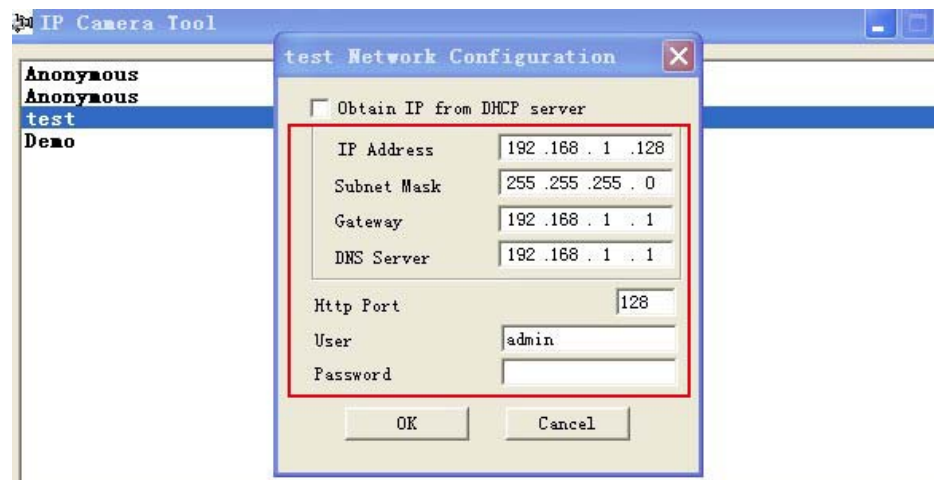 IP Camera Tool
Anonymous
Anonymous
test
Demo
test Network Configuration
Obtain IP from DHCP server
IP Address 192 .168 . 1 .128
Subnet Mask 255 .255 .255 . 0
Gateway 192 .168 . 1 . 1
DNS Server 192 .168 . 1 . 1
Http Port 128
User admin
Password
OK Cancel